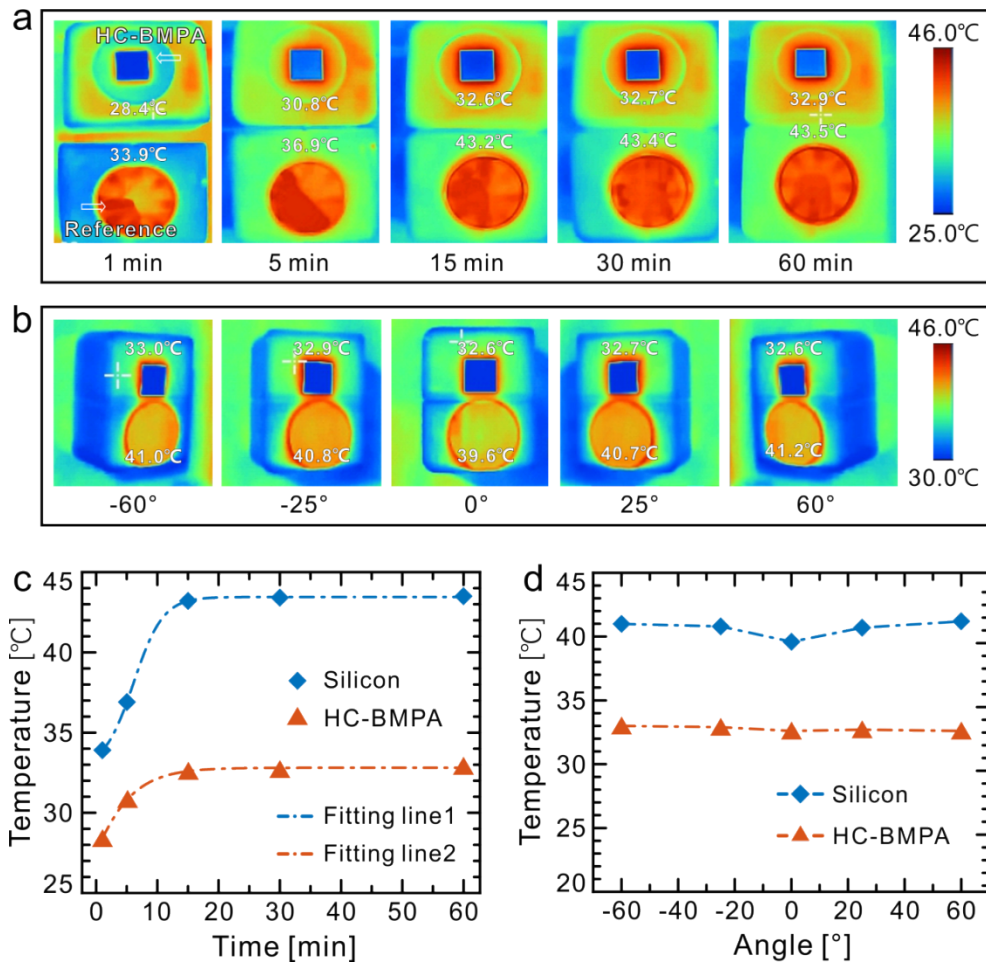 a
HC-BMPA
28.4℃
33.9℃
Reference
1 min
30.8℃
36.9℃
5 min
32.6℃
43.2℃
15 min
32.7℃
43.4℃
30 min
32.9℃
43.5℃
60 min
46.0℃
25.0℃
b
33.0℃
41.0℃
-60°
32.9℃
40.8℃
-25°
32.6℃
39.6℃
0°
32.7℃
40.7℃
25°
32.6℃
41.2℃
60°
46.0℃
30.0℃
c
Temperature [℃]
45
40
35
30
25
Silicon
HC-BMPA
Fitting line1
Fitting line2
0 10 20 30 40 50 60
Time [min]
d
Temperature [℃]
45
40
35
30
25
20
Silicon
HC-BMPA
-60 -40 -20 0 20 40 60
Angle [°]